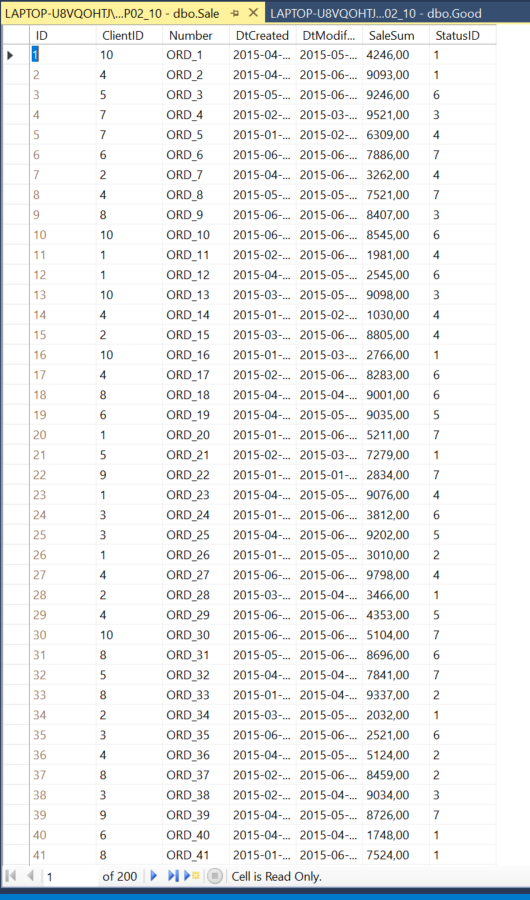 LAPTOP-U8VQOHTJ\...P02_10 - dbo.Sale LAPTOP-U8VQOHTJ...02_10 - dbo.Good
ID ClientID Number DtCreated DtModif... SaleSum StatusID
1 10 ORD_1 2015-04-... 2015-05-... 4246,00 1
2 4 ORD_2 2015-04-... 2015-04-... 9093,00 1
3 5 ORD_3 2015-05-... 2015-06-... 9246,00 6
4 7 ORD_4 2015-02-... 2015-03-... 9521,00 3
5 7 ORD_5 2015-01-... 2015-02-... 6309,00 4
6 6 ORD_6 2015-06-... 2015-06-... 7886,00 7
7 2 ORD_7 2015-04-... 2015-06-... 3262,00 4
8 4 ORD_8 2015-05-... 2015-05-... 7521,00 7
9 8 ORD_9 2015-06-... 2015-06-... 8407,00 3
10 10 ORD_10 2015-06-... 2015-06-... 8545,00 6
11 1 ORD_11 2015-02-... 2015-06-... 1981,00 4
12 1 ORD_12 2015-04-... 2015-05-... 2545,00 6
13 10 ORD_13 2015-03-... 2015-05-... 9098,00 3
14 4 ORD_14 2015-01-... 2015-02-... 1030,00 4
15 2 ORD_15 2015-03-... 2015-06-... 8805,00 4
16 10 ORD_16 2015-01-... 2015-03-... 2766,00 1
17 4 ORD_17 2015-02-... 2015-06-... 8283,00 6
18 8 ORD_18 2015-04-... 2015-04-... 9001,00 6
19 6 ORD_19 2015-04-... 2015-05-... 9035,00 5
20 1 ORD_20 2015-01-... 2015-06-... 5211,00 7
21 5 ORD_21 2015-02-... 2015-03-... 7279,00 1
22 9 ORD_22 2015-01-... 2015-01-... 2834,00 7
23 1 ORD_23 2015-04-... 2015-05-... 9076,00 4
24 3 ORD_24 2015-01-... 2015-06-... 3812,00 6
25 3 ORD_25 2015-04-... 2015-06-... 9202,00 5
26 1 ORD_26 2015-01-... 2015-05-... 3010,00 2
27 4 ORD_27 2015-06-... 2015-06-... 9798,00 4
28 2 ORD_28 2015-03-... 2015-04-... 3466,00 1
29 4 ORD_29 2015-06-... 2015-06-... 4353,00 5
30 10 ORD_30 2015-06-... 2015-06-... 5104,00 7
31 8 ORD_31 2015-05-... 2015-06-... 8696,00 6
32 5 ORD_32 2015-04-... 2015-04-... 7841,00 7
33 8 ORD_33 2015-01-... 2015-04-... 9337,00 2
34 2 ORD_34 2015-03-... 2015-05-... 2032,00 1
35 3 ORD_35 2015-06-... 2015-06-... 2521,00 6
36 4 ORD_36 2015-04-... 2015-04-... 5124,00 2
37 8 ORD_37 2015-02-... 2015-06-... 8459,00 2
38 3 ORD_38 2015-02-... 2015-04-... 9034,00 3
39 9 ORD_39 2015-04-... 2015-05-... 8726,00 7
40 6 ORD_40 2015-04-... 2015-04-... 1748,00 1
41 8 ORD_41 2015-01-... 2015-06-... 7524,00 1
1 of 200 Cell is Read Only.